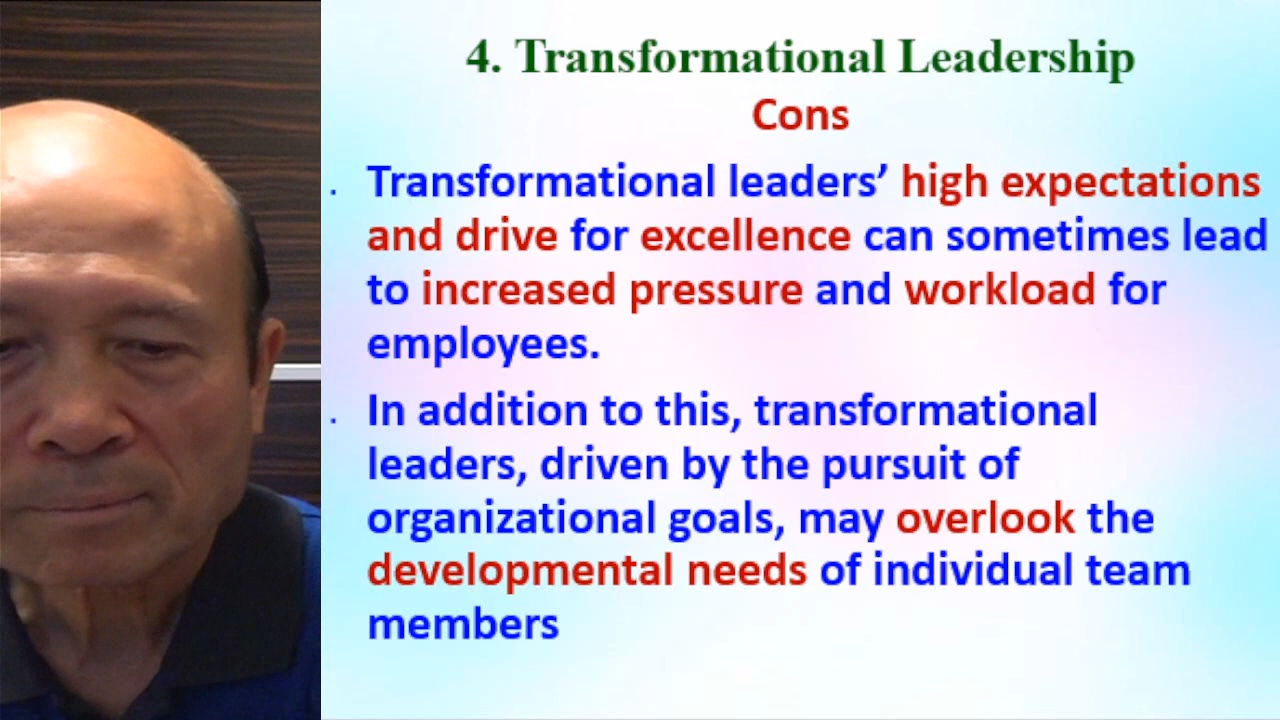 4. Transformational Leadership
Cons
. Transformational leaders’ high expectations
and drive for excellence can sometimes lead
to increased pressure and workload for
employees.
. In addition to this, transformational
leaders, driven by the pursuit of
organizational goals, may overlook the
developmental needs of individual team
members